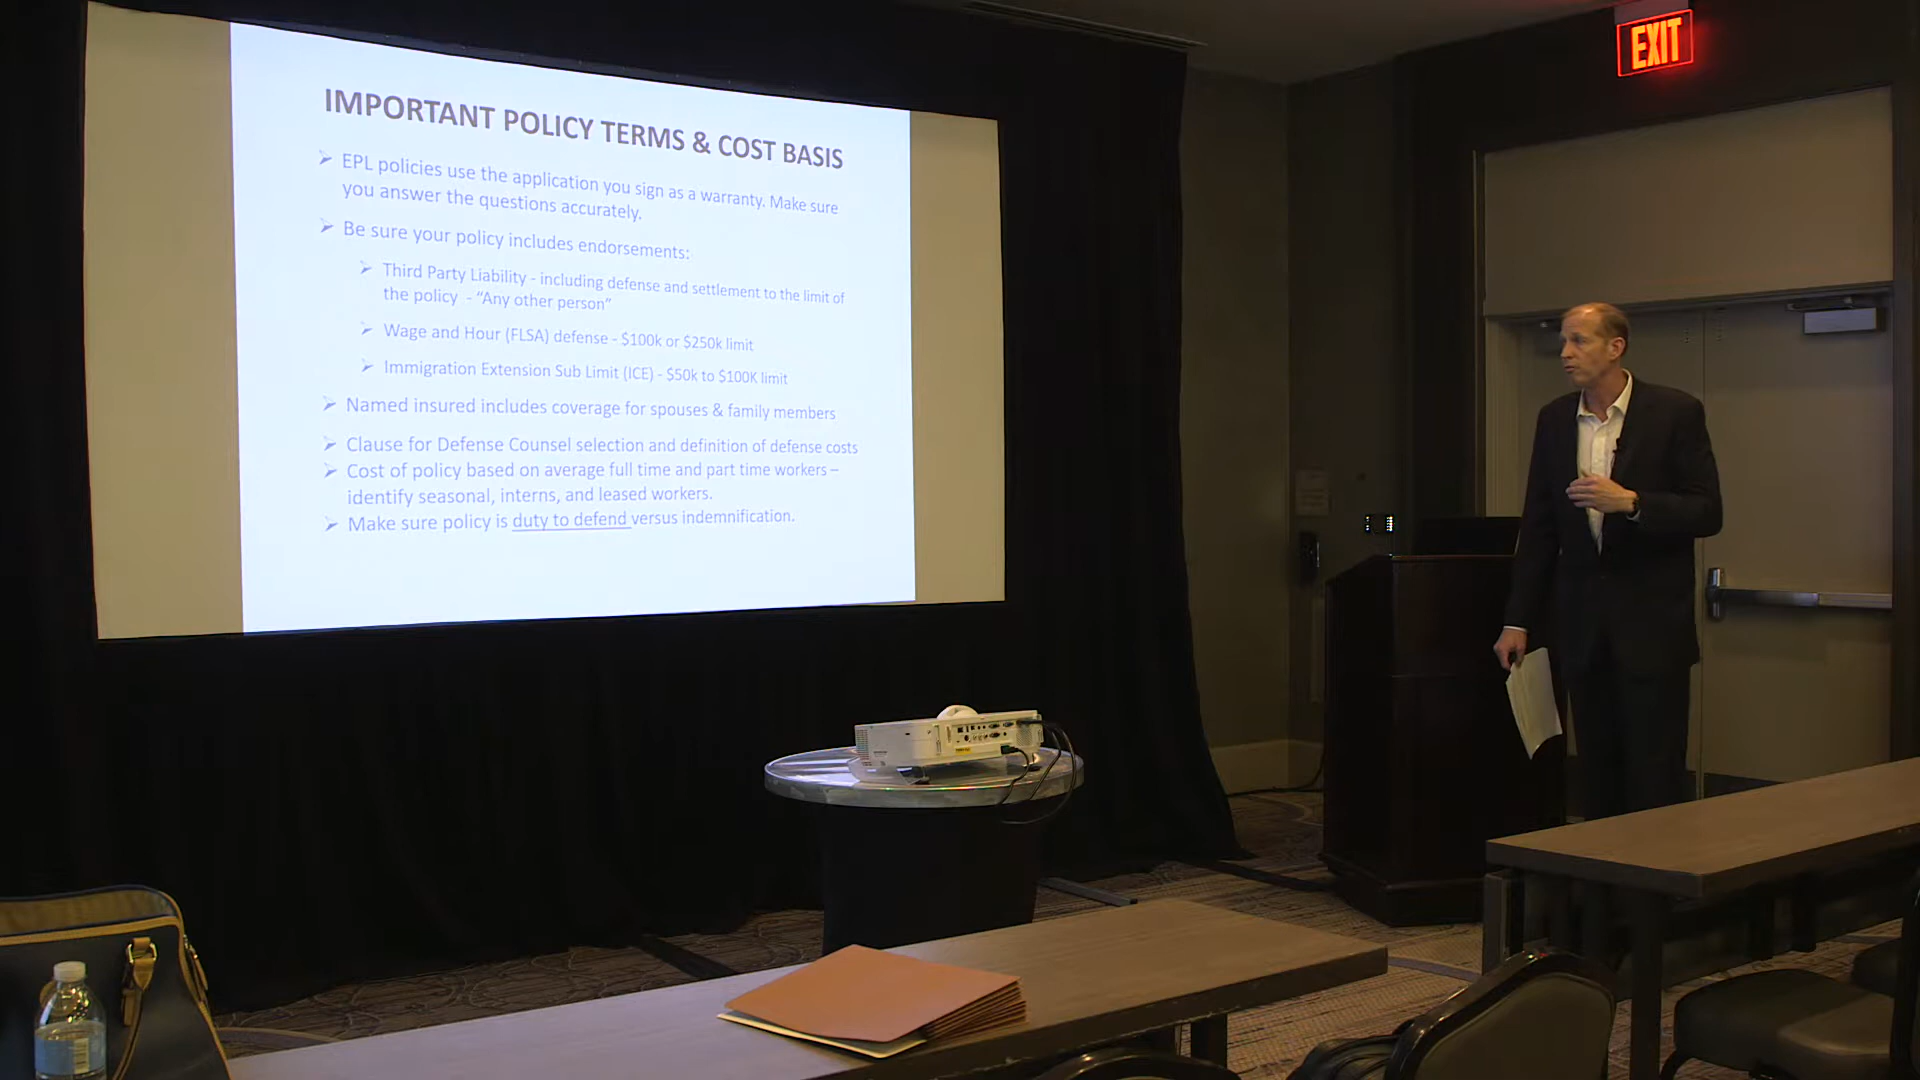 IMPORTANT POLICY TERMS & COST BASIS
EPL policies use the application you sign as a warranty. Make sure
you answer the questions accurately.
Be sure your policy includes endorsements:
Third Party Liability - including defense and settlement to the limit of
the policy - “Any other person”
Wage and Hour (FLSA) defense - $100k or $250k limit
Immigration Extension Sub Limit (ICE) - $50k to $100K limit
Named insured includes coverage for spouses & family members
Clause for Defense Counsel selection and definition of defense costs
Cost of policy based on average full time and part time workers –
identify seasonal, interns, and leased workers.
Make sure policy is duty to defend versus indemnification.
EXIT